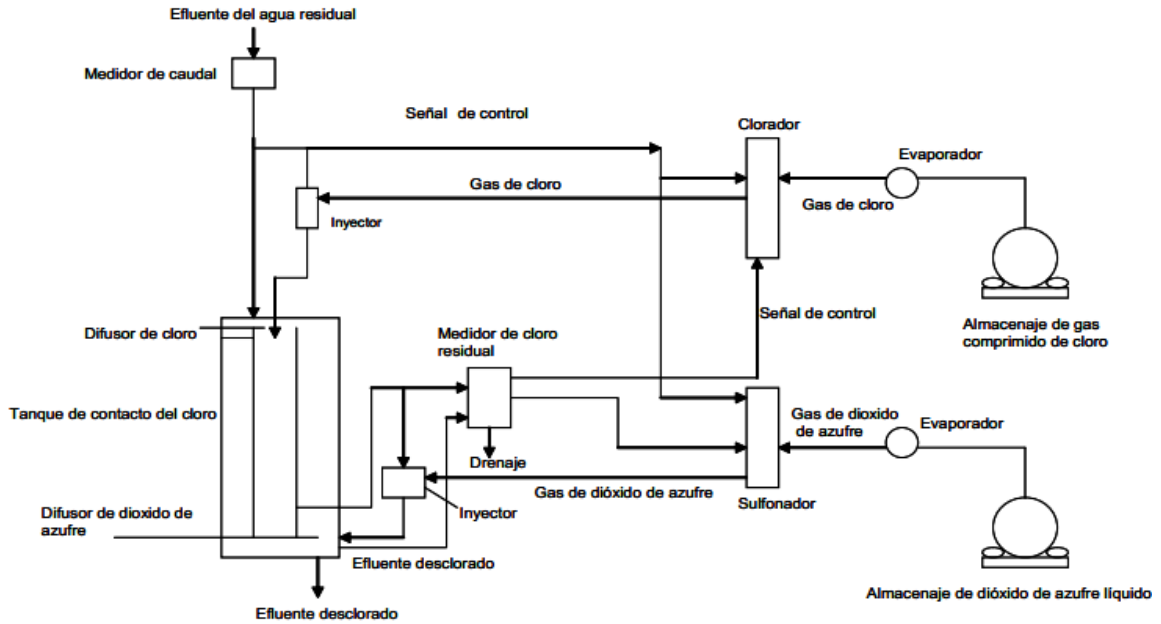 Efluente del agua residual
Medidor de caudal
Señal de control
Clorador
Evaporador
Gas de cloro
Gas de cloro
Inyector
Señal de control
Almacenaje de gas
comprimido de cloro
Difusor de cloro
Medidor de cloro
residual
Tanque de contacto del cloro
Gas de dioxido
de azufre
Evaporador
Drenaje
Gas de dióxido de azufre
Sulfonador
Difusor de dioxido de
azufre
Inyector
Efluente desclorado
Almacenaje de dióxido de azufre líquido
Efluente desclorado